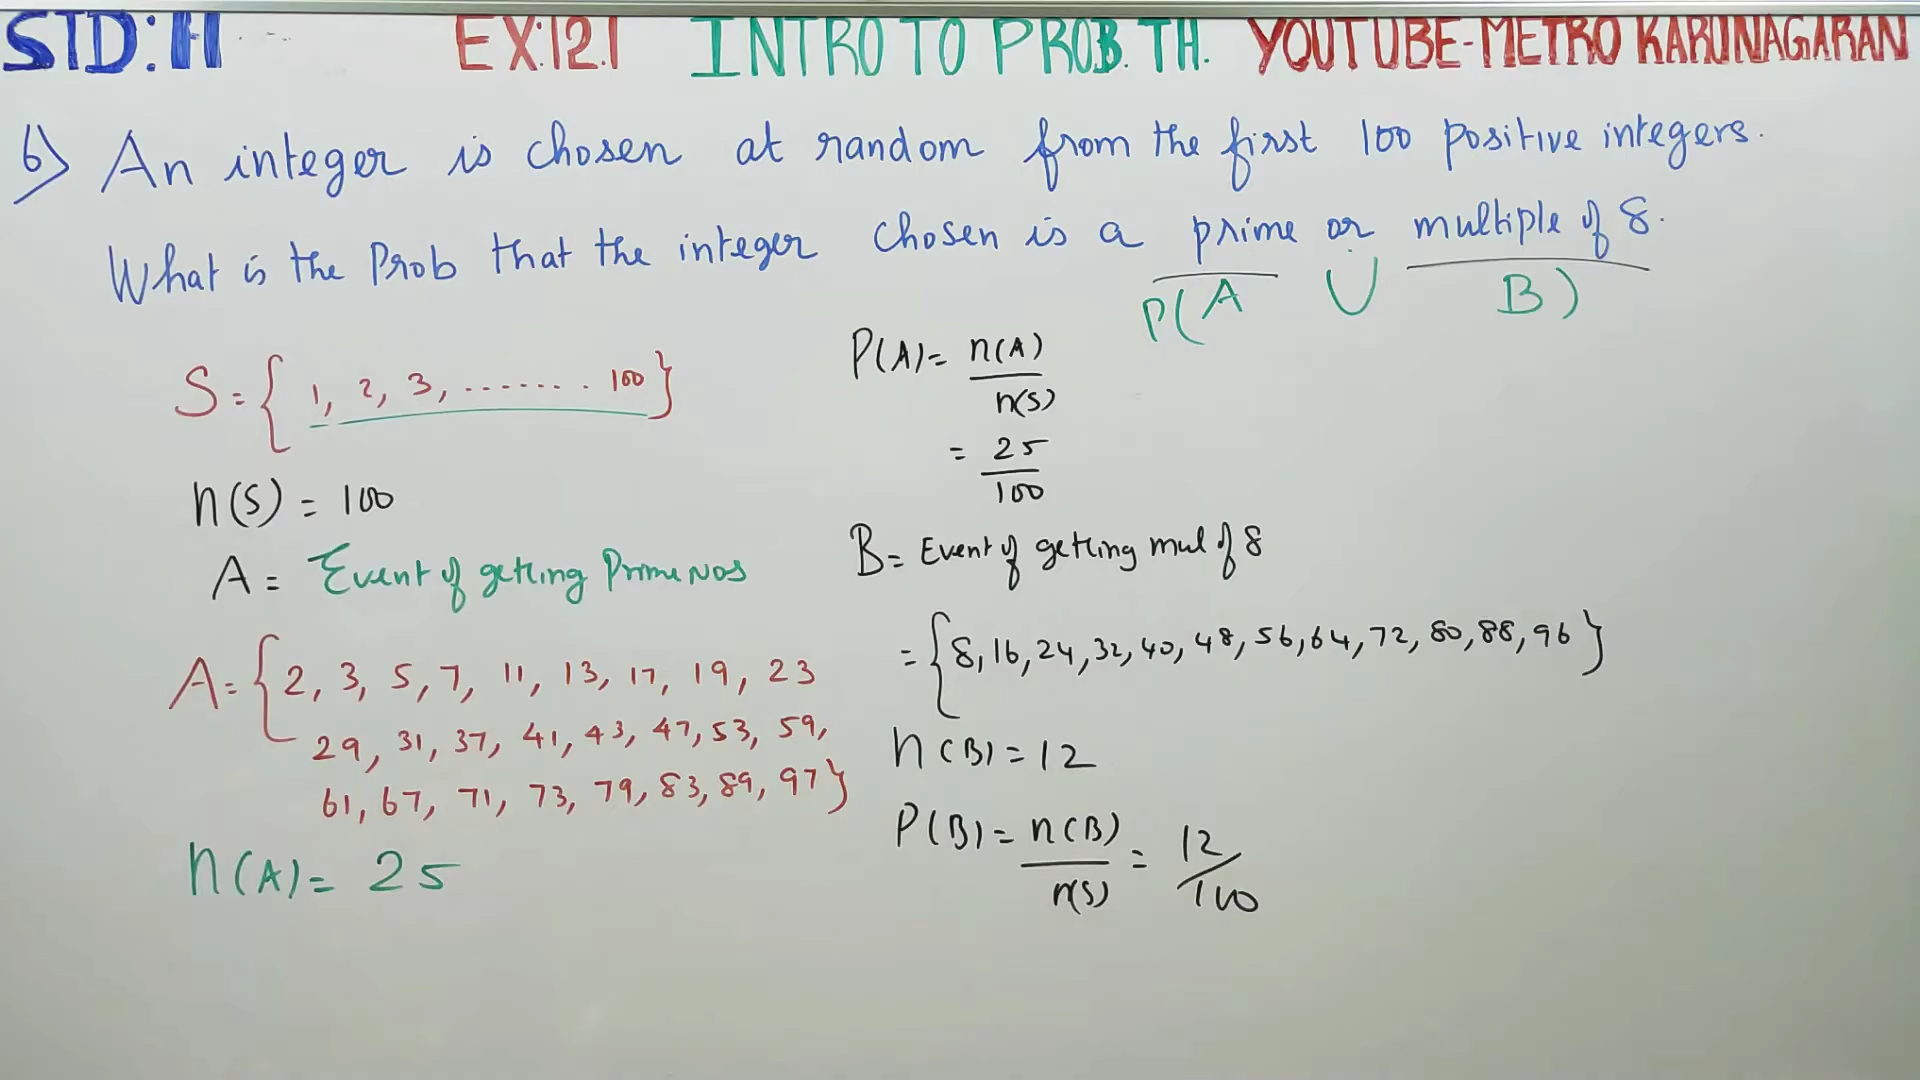 STD: 11 EX:12.1 INTRO TO PROB. TH. YOUTUBE-METRO KARUNAGARAN
6) An integer is chosen at random from the first 100 positive integers.
What is the Prob that the integer chosen is a prime or multiple of 8.
P(A ∪ B)
S = { 1, 2, 3, ........ 100 }
n(S) = 100
A = Event of getting Prime Nos
A = { 2, 3, 5, 7, 11, 13, 17, 19, 23
29, 31, 37, 41, 43, 47, 53, 59,
61, 67, 71, 73, 79, 83, 89, 97 }
n(A) = 25
P(A) = n(A)
n(S)
= 25
100
B = Event of getting mul of 8
= { 8, 16, 24, 32, 40, 48, 56, 64, 72, 80, 88, 96 }
n(B) = 12
P(B) = n(B) = 12
n(S) 100